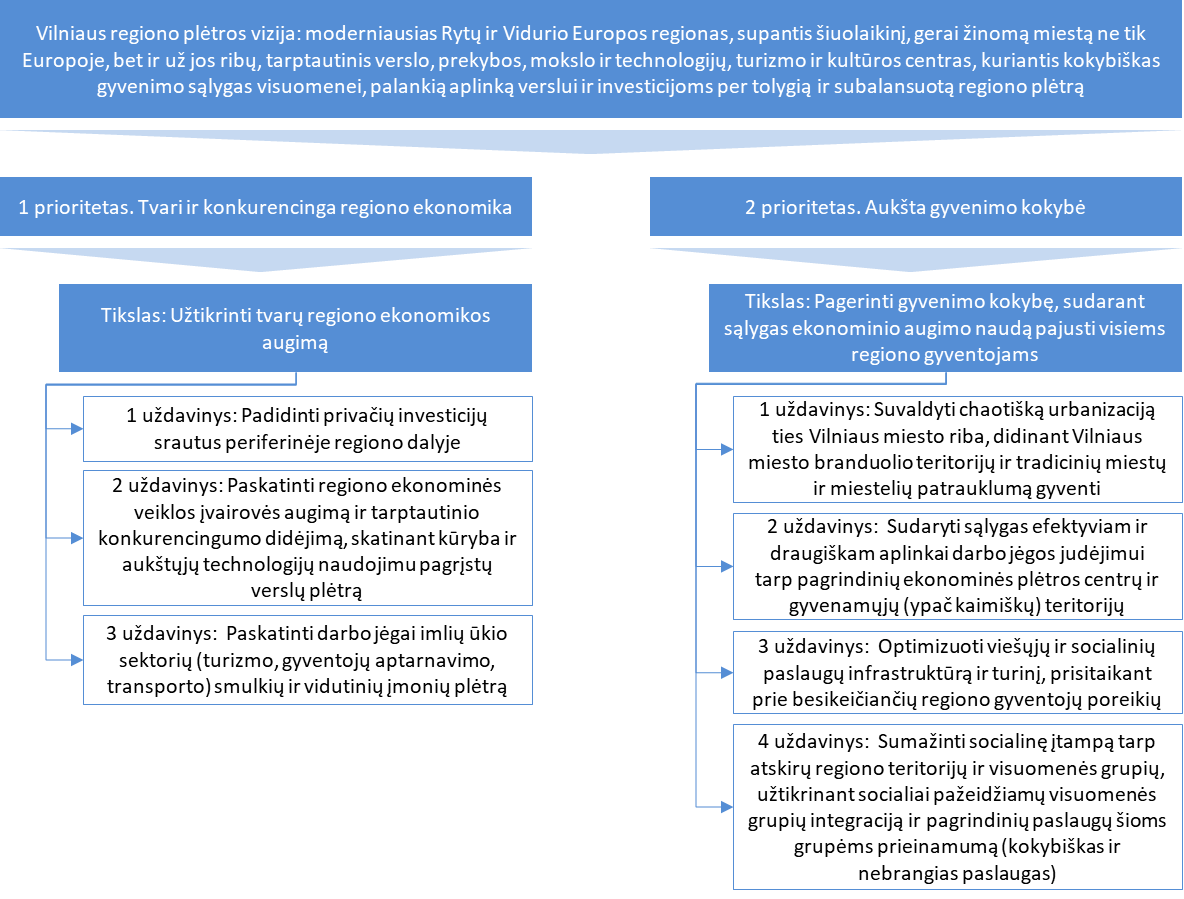 Vilniaus regiono plėtros vizija: moderniausias Rytų ir Vidurio Europos regionas, supantis šiuolaikinį, gerai žinomą miestą ne tik
Europoje, bet ir už jos ribų, tarptautinis verslo, prekybos, mokslo ir technologijų, turizmo ir kultūros centras, kuriantis kokybiškas
gyvenimo sąlygas visuomenei, palankią aplinką verslui ir investicijoms per tolygią ir subalansuotą regiono plėtrą
1 prioritetas. Tvari ir konkurencinga regiono ekonomika
Tikslas: Užtikrinti tvarų regiono ekonomikos
augimą
1 uždavinys: Padidinti privačių investicijų
srautus periferinėje regiono dalyje
2 uždavinys: Paskatinti regiono ekonominės
veiklos įvairovės augimą ir tarptautinio
konkurencingumo didėjimą, skatinant kūryba ir
aukštųjų technologijų naudojimu pagrįstų
verslų plėtrą
3 uždavinys: Paskatinti darbo jėgai imlių ūkio
sektorių (turizmo, gyventojų aptarnavimo,
transporto) smulkių ir vidutinių įmonių plėtrą
2 prioritetas. Aukšta gyvenimo kokybė
Tikslas: Pagerinti gyvenimo kokybę, sudarant
sąlygas ekonominio augimo naudą pajusti visiems
regiono gyventojams
1 uždavinys: Suvaldyti chaotišką urbanizaciją
ties Vilniaus miesto riba, didinant Vilniaus
miesto branduolio teritorijų ir tradicinių miestų
ir miestelių patrauklumą gyventi
2 uždavinys: Sudaryti sąlygas efektyviam ir
draugiškam aplinkai darbo jėgos judėjimui
tarp pagrindinių ekonominės plėtros centrų ir
gyvenamųjų (ypač kaimiškų) teritorijų
3 uždavinys: Optimizuoti viešųjų ir socialinių
paslaugų infrastruktūrą ir turinį, prisitaikant
prie besikeičiančių regiono gyventojų poreikių
4 uždavinys: Sumažinti socialinę įtampą tarp
atskirų regiono teritorijų ir visuomenės grupių,
užtikrinant socialiai pažeidžiamų visuomenės
grupių integraciją ir pagrindinių paslaugų šioms
grupėms prieinamumą (kokybiškas ir
nebrangias paslaugas)